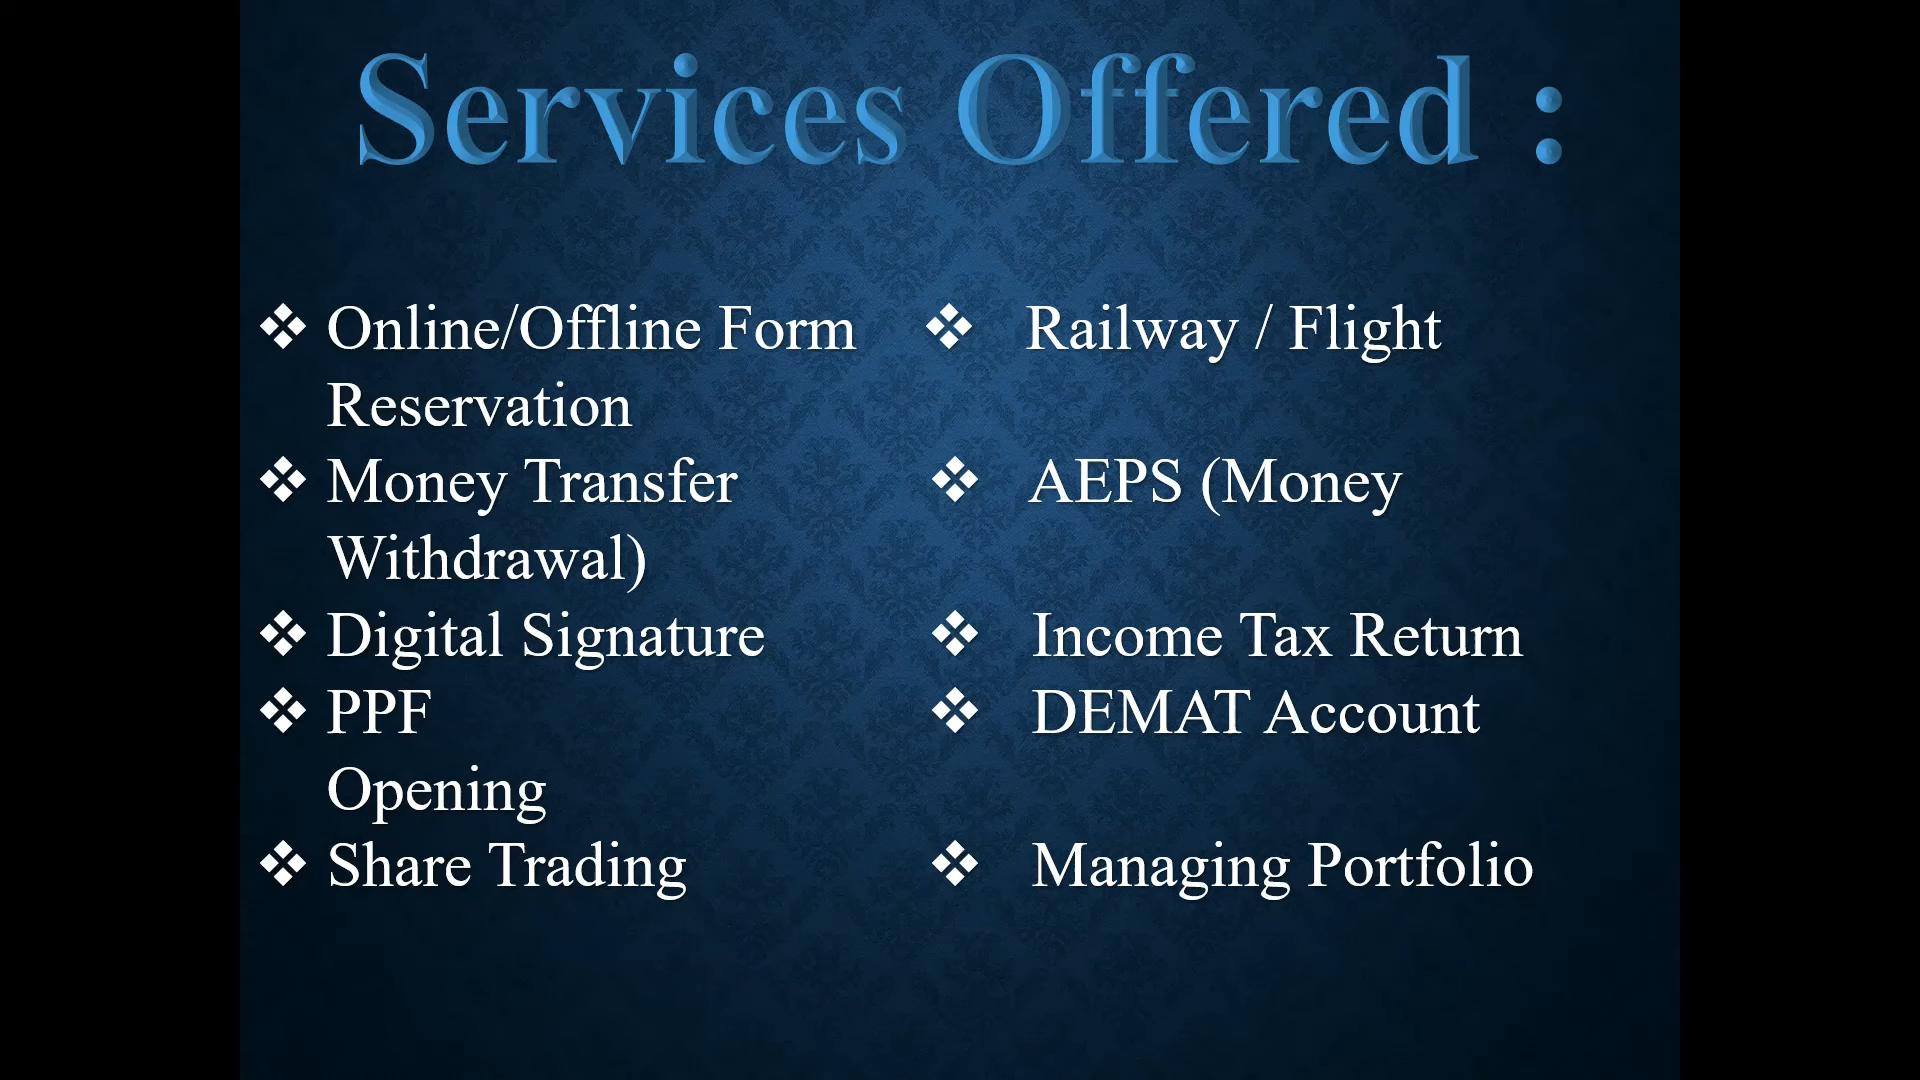 Services Offered :
❖ Online/Offline Form ❖ Railway / Flight
Reservation
❖ Money Transfer ❖ AEPS (Money
Withdrawal)
❖ Digital Signature ❖ Income Tax Return
❖ PPF ❖ DEMAT Account
Opening
❖ Share Trading ❖ Managing Portfolio